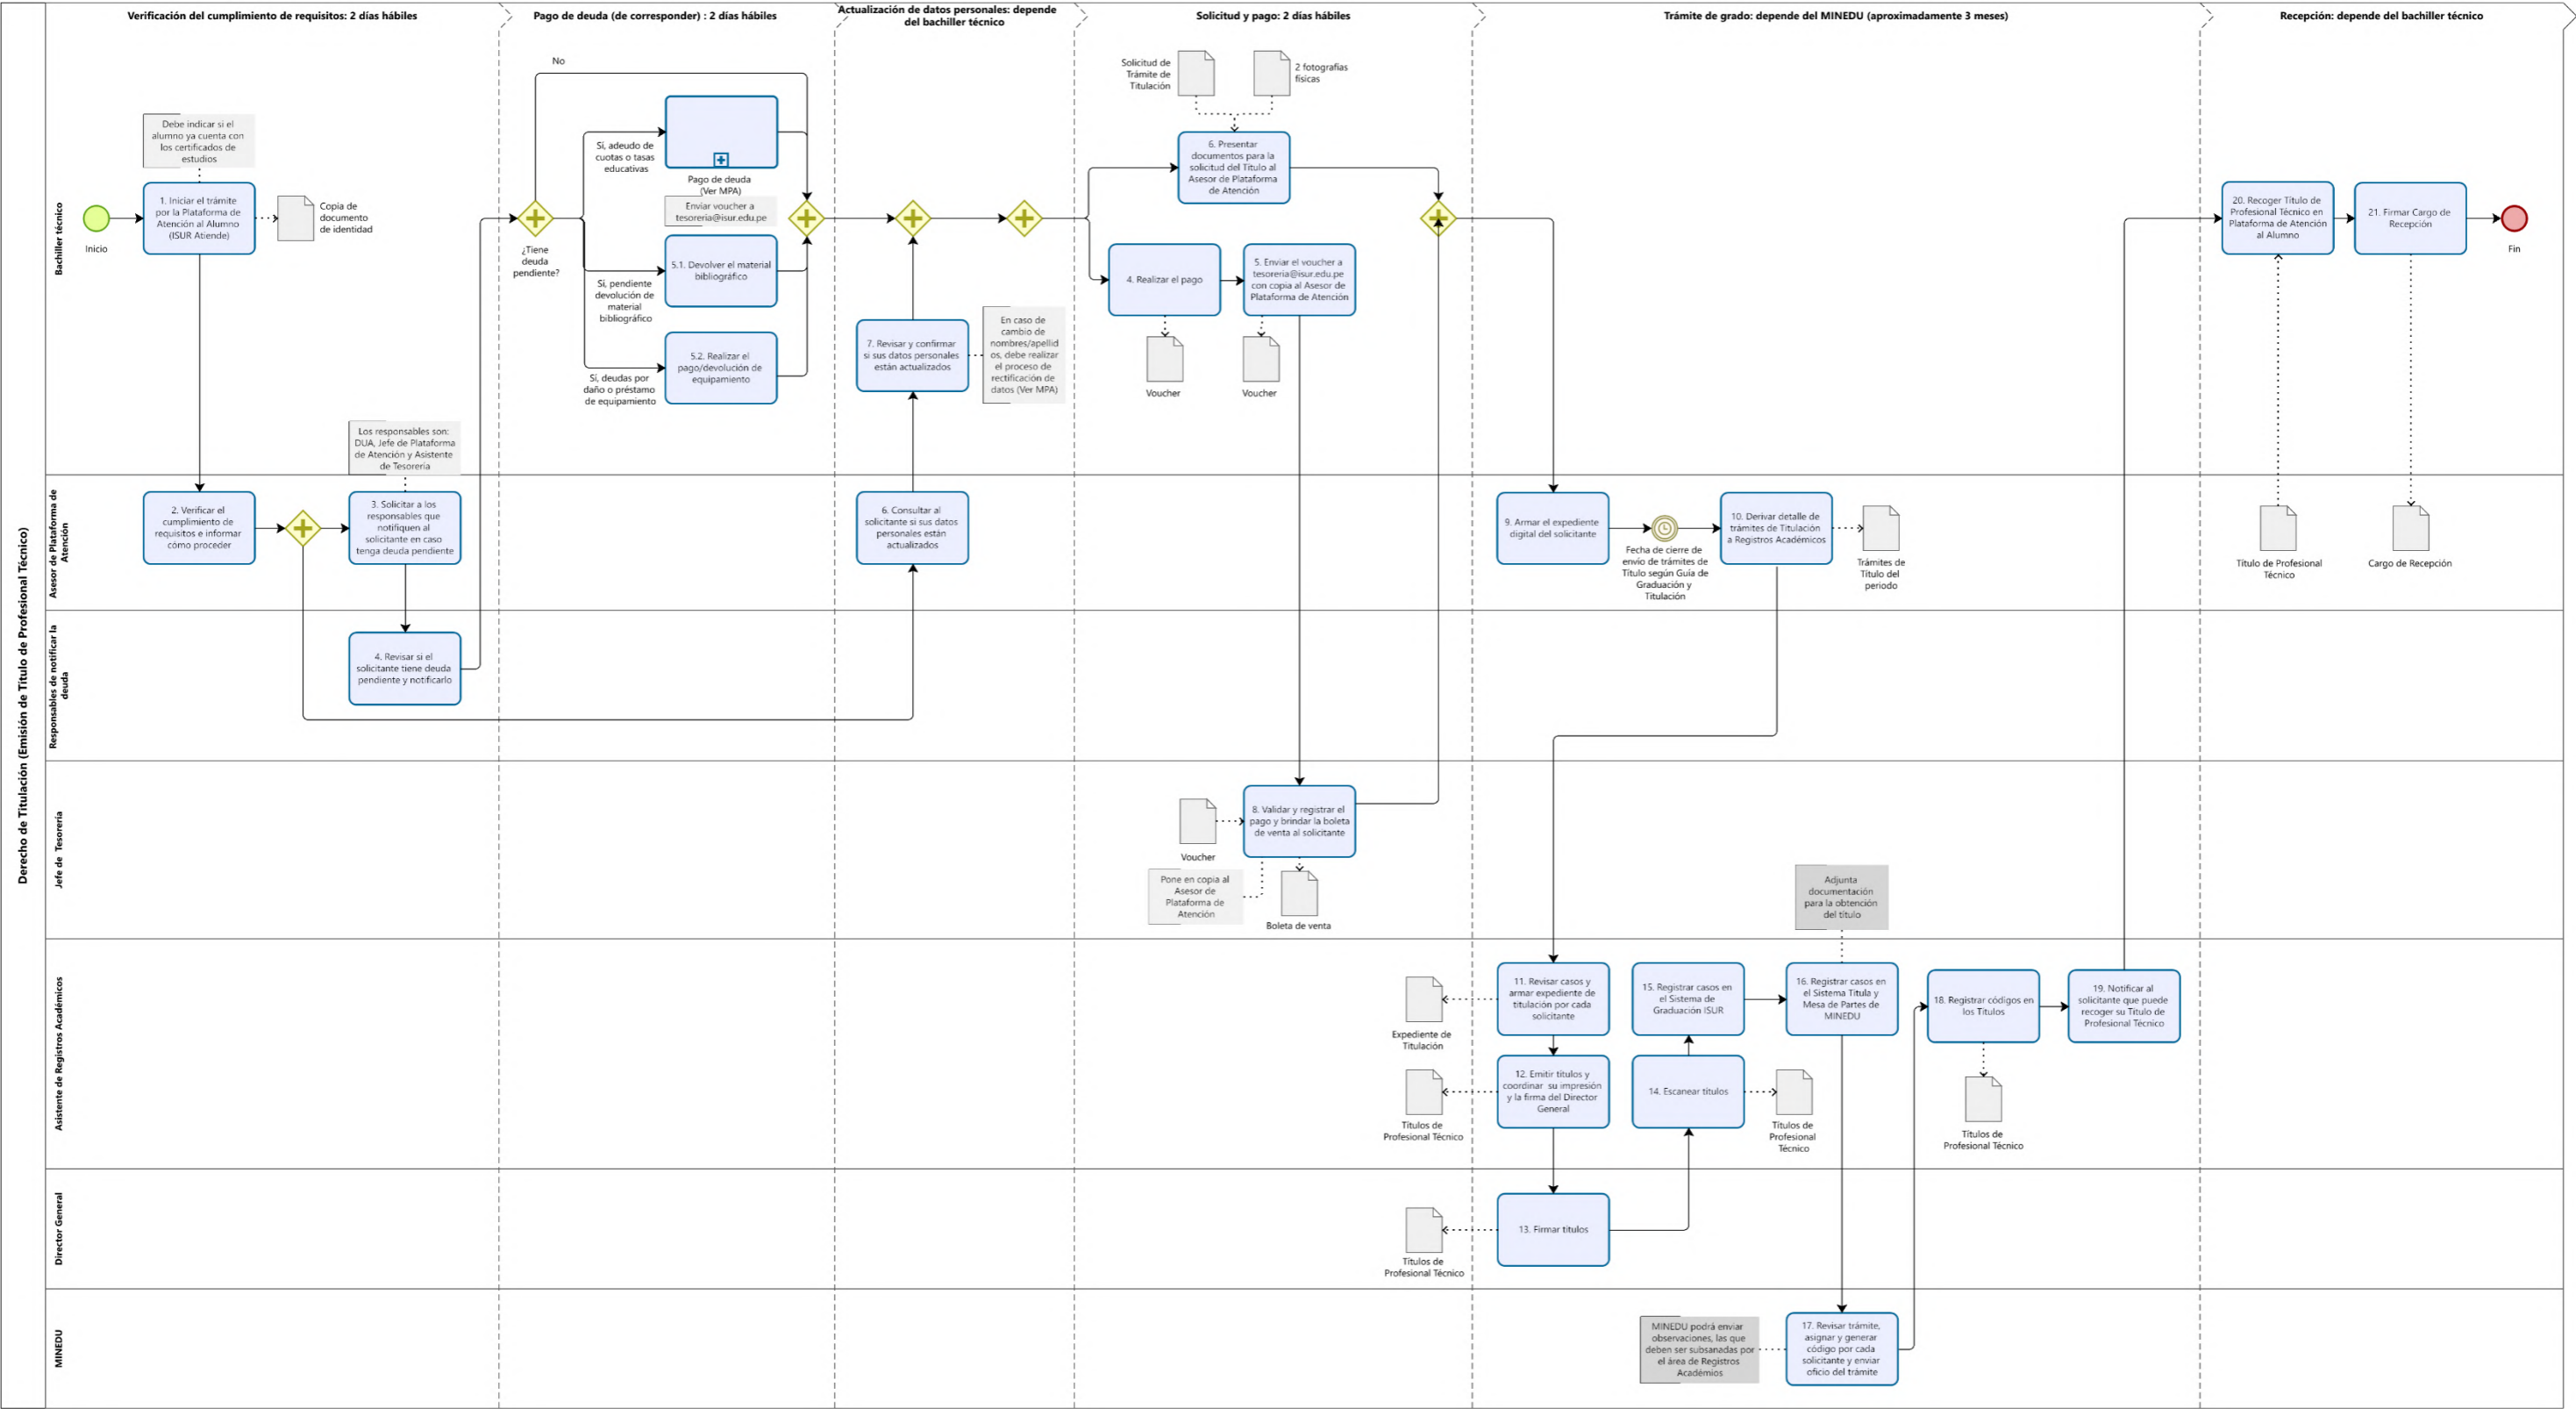 Verificación del cumplimiento de requisitos: 2 días hábiles
Pago de deuda (de corresponder) : 2 días hábiles
Actualización de datos personales: depende
del bachiller técnico
Solicitud y pago: 2 días hábiles
Trámite de grado: depende del MINEDU (aproximadamente 3 meses)
Recepción: depende del bachiller técnico
Derecho de Titulación (Emisión de Título de Profesional Técnico)
Bachiller técnico
Inicio
Debe indicar si el
alumno ya cuenta con
los certificados de
estudios
1. Iniciar el trámite
por la Plataforma de
Atención al Alumno
(ISUR Atiende)
Copia de
documento
de identidad
No
¿Tiene
deuda
pendiente?
Sí, adeudo de
cuotas o tasas
educativas
Pago de deuda
(Ver MPA)
Enviar voucher a
tesoreria@isur.edu.pe
Sí, pendiente
devolución de
material
bibliográfico
5.1. Devolver el material
bibliográfico
Sí, deudas por
daño o préstamo
de equipamiento
5.2. Realizar el
pago/devolución de
equipamiento
7. Revisar y confirmar
si sus datos personales
están actualizados
En caso de
cambio de
nombres/apellid
os, debe realizar
el proceso de
rectificación de
datos (Ver MPA)
Solicitud de
Trámite de
Titulación
2 fotografías
físicas
6. Presentar
documentos para la
solicitud del Título al
Asesor de Plataforma
de Atención
4. Realizar el pago
Voucher
5. Enviar el voucher a
tesoreria@isur.edu.pe
con copia al Asesor de
Plataforma de Atención
Voucher
20. Recoger Título de
Profesional Técnico en
Plataforma de Atención
al Alumno
21. Firmar Cargo de
Recepción
Fin
Los responsables son:
DUA, Jefe de Plataforma
de Atención y Asistente
de Tesorería
Asesor de Plataforma de
Atención
2. Verificar el
cumplimiento de
requisitos e informar
cómo proceder
3. Solicitar a los
responsables que
notifiquen al
solicitante en caso
tenga deuda pendiente
6. Consultar al
solicitante si sus datos
personales están
actualizados
9. Armar el expediente
digital del solicitante
Fecha de cierre de
envío de trámites de
Título según Guía de
Graduación y
Titulación
10. Derivar detalle de
trámites de Titulación
a Registros Académicos
Trámites de
Título del
periodo
Título de Profesional
Técnico
Cargo de Recepción
Responsables de notificar la
deuda
4. Revisar si el
solicitante tiene deuda
pendiente y notificarlo
Jefe de Tesorería
Voucher
8. Validar y registrar el
pago y brindar la boleta
de venta al solicitante
Pone en copia al
Asesor de
Plataforma de
Atención
Boleta de venta
Adjunta
documentación
para la obtención
del título
Asistente de Registros Académicos
Expediente de
Titulación
11. Revisar casos y
armar expediente de
titulación por cada
solicitante
15. Registrar casos en
el Sistema de
Graduación ISUR
16. Registrar casos en
el Sistema Titula y
Mesa de Partes de
MINEDU
18. Registrar códigos en
los Títulos
19. Notificar al
solicitante que puede
recoger su Título de
Profesional Técnico
Títulos de
Profesional Técnico
12. Emitir títulos y
coordinar su impresión
y la firma del Director
General
14. Escanear títulos
Títulos de
Profesional
Técnico
Títulos de
Profesional Técnico
Director General
Títulos de
Profesional Técnico
13. Firmar títulos
MINEDU
MINEDU podrá enviar
observaciones, las que
deben ser subsanadas por
el área de Registros
Acadé­mios
17. Revisar trámite,
asignar y generar
código por cada
solicitante y enviar
oficio del trámite